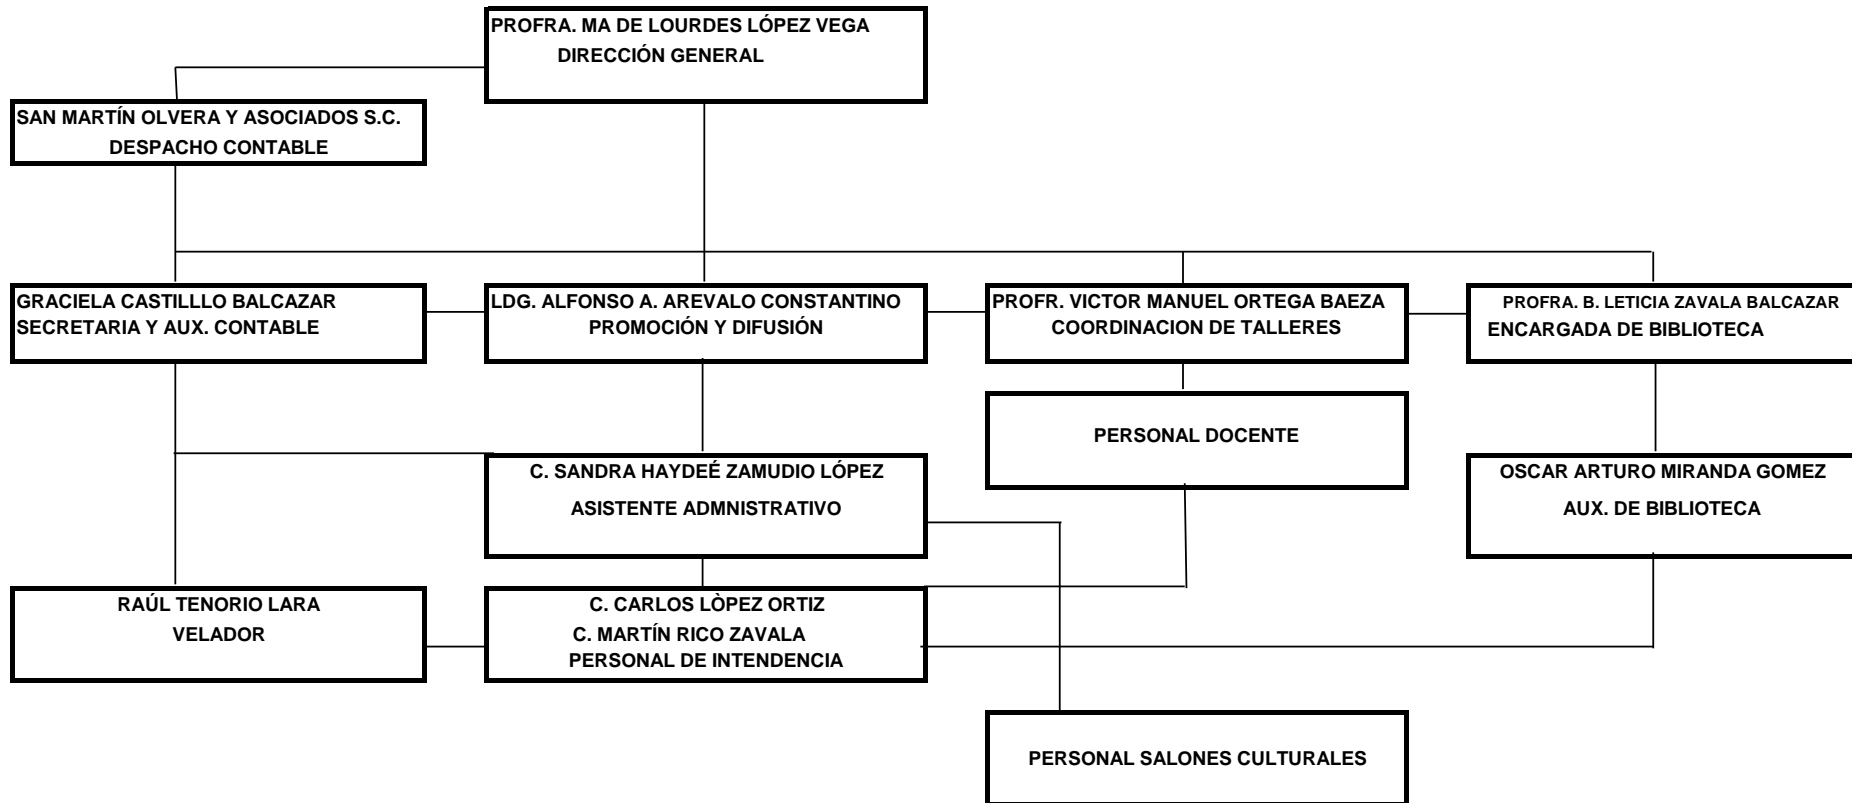 PROFRA. MA DE LOURDES LÓPEZ VEGA
DIRECCIÓN GENERAL
SAN MARTÍN OLVERA Y ASOCIADOS S.C.
DESPACHO CONTABLE
GRACIELA CASTILLLO BALCAZAR
SECRETARIA Y AUX. CONTABLE
LDG. ALFONSO A. AREVALO CONSTANTINO
PROMOCIÓN Y DIFUSIÓN
PROFR. VICTOR MANUEL ORTEGA BAEZA
COORDINACION DE TALLERES
PROFRA. B. LETICIA ZAVALA BALCAZAR
ENCARGADA DE BIBLIOTECA
PERSONAL DOCENTE
C. SANDRA HAYDEÉ ZAMUDIO LÓPEZ
ASISTENTE ADMNISTRATIVO
OSCAR ARTURO MIRANDA GOMEZ
AUX. DE BIBLIOTECA
RAÚL TENORIO LARA
VELADOR
C. CARLOS LÒPEZ ORTIZ
C. MARTÍN RICO ZAVALA
PERSONAL DE INTENDENCIA
PERSONAL SALONES CULTURALES